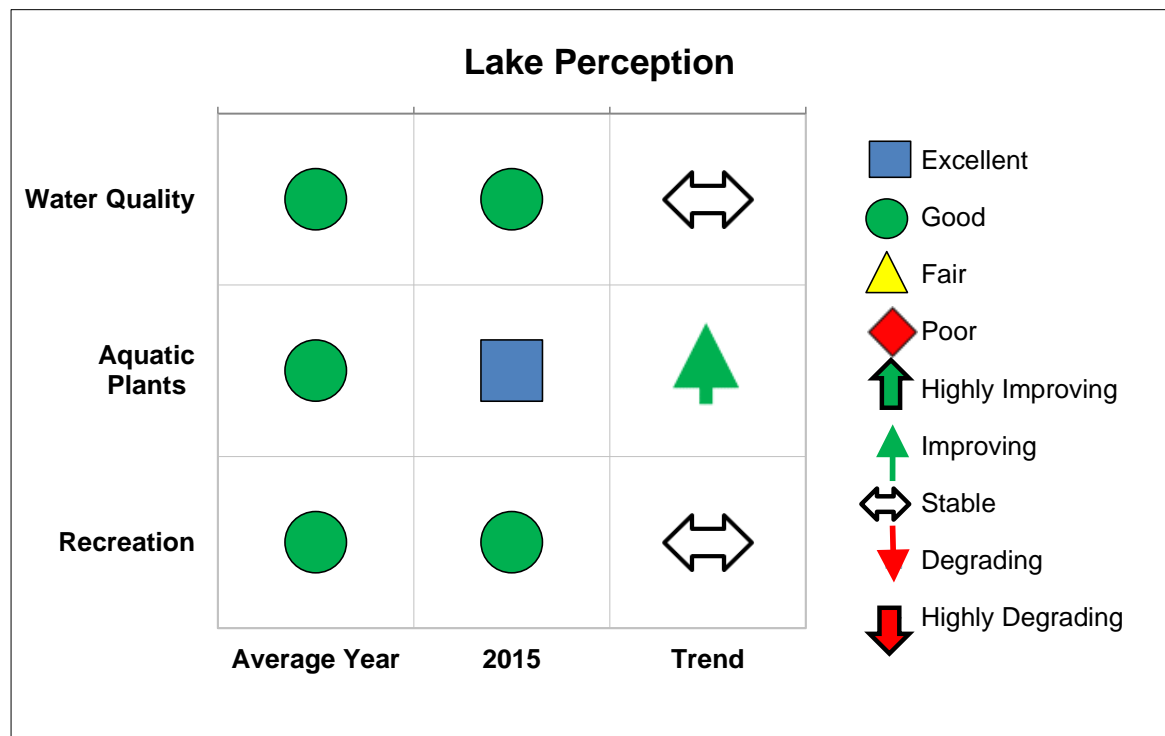 Lake Perception
Water Quality
Aquatic
Plants
Recreation
Average Year
2015
Trend
Excellent
Good
Fair
Poor
Highly Improving
Improving
Stable
Degrading
Highly Degrading